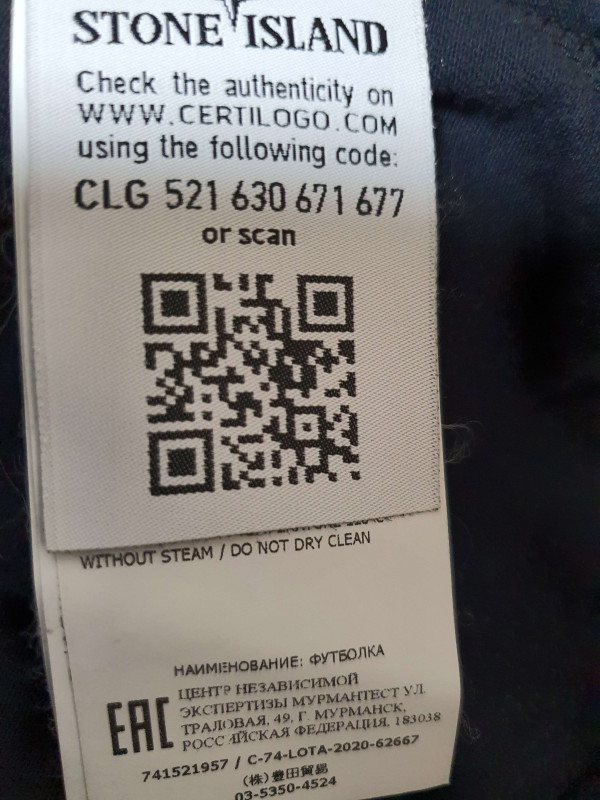 STONE ISLAND
Check the authenticity on
WWW.CERTILOGO.COM
using the following code:
CLG 521 630 671 677
or scan
WITHOUT STEAM / DO NOT DRY CLEAN
НАИМЕНОВАНИЕ: ФУТБОЛКА
EAC
ЦЕНТР НЕЗАВИСИМОЙ
ЭКСПЕРТИЗЫ МУРМАНТЕСТ УЛ.
ТРАЛОВАЯ, 49, Г. МУРМАНСК,
РОССИЙСКАЯ ФЕДЕРАЦИЯ, 183038
741521957 / C-74-LOTA-2020-62667
(株)豊田貿易
03-5350-4524